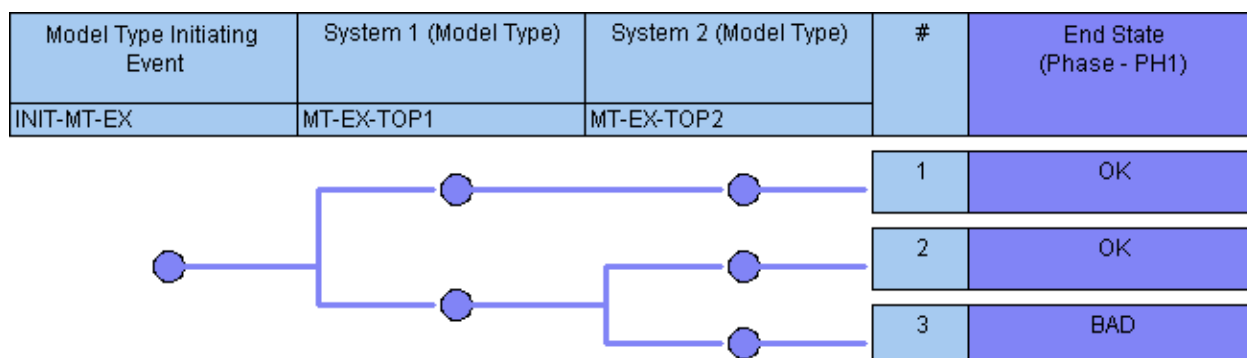 Model Type Initiating
Event
System 1 (Model Type)
System 2 (Model Type)
#
End State
(Phase - PH1)
INIT-MT-EX
MT-EX-TOP1
MT-EX-TOP2
1
OK
2
OK
3
BAD